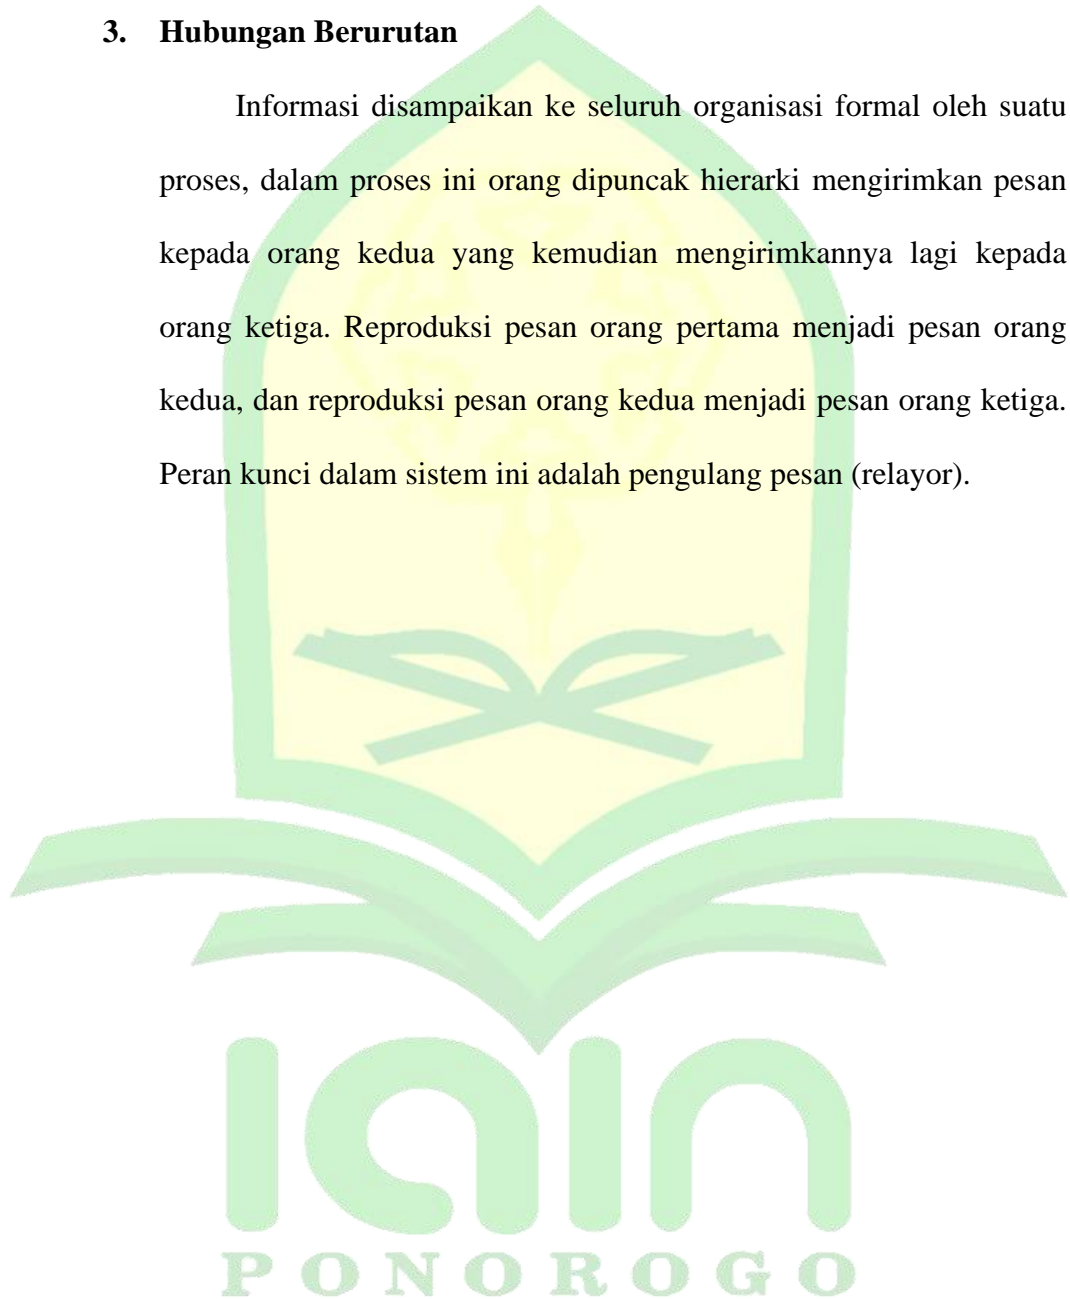 3. Hubungan Berurutan
Informasi disampaikan ke seluruh organisasi formal oleh suatu
proses, dalam proses ini orang dipuncak hierarki mengirimkan pesan
kepada orang kedua yang kemudian mengirimkannya lagi kepada
orang ketiga. Reproduksi pesan orang pertama menjadi pesan orang
kedua, dan reproduksi pesan orang kedua menjadi pesan orang ketiga.
Peran kunci dalam sistem ini adalah pengulang pesan (relayor).
IAIN
PONOROGO